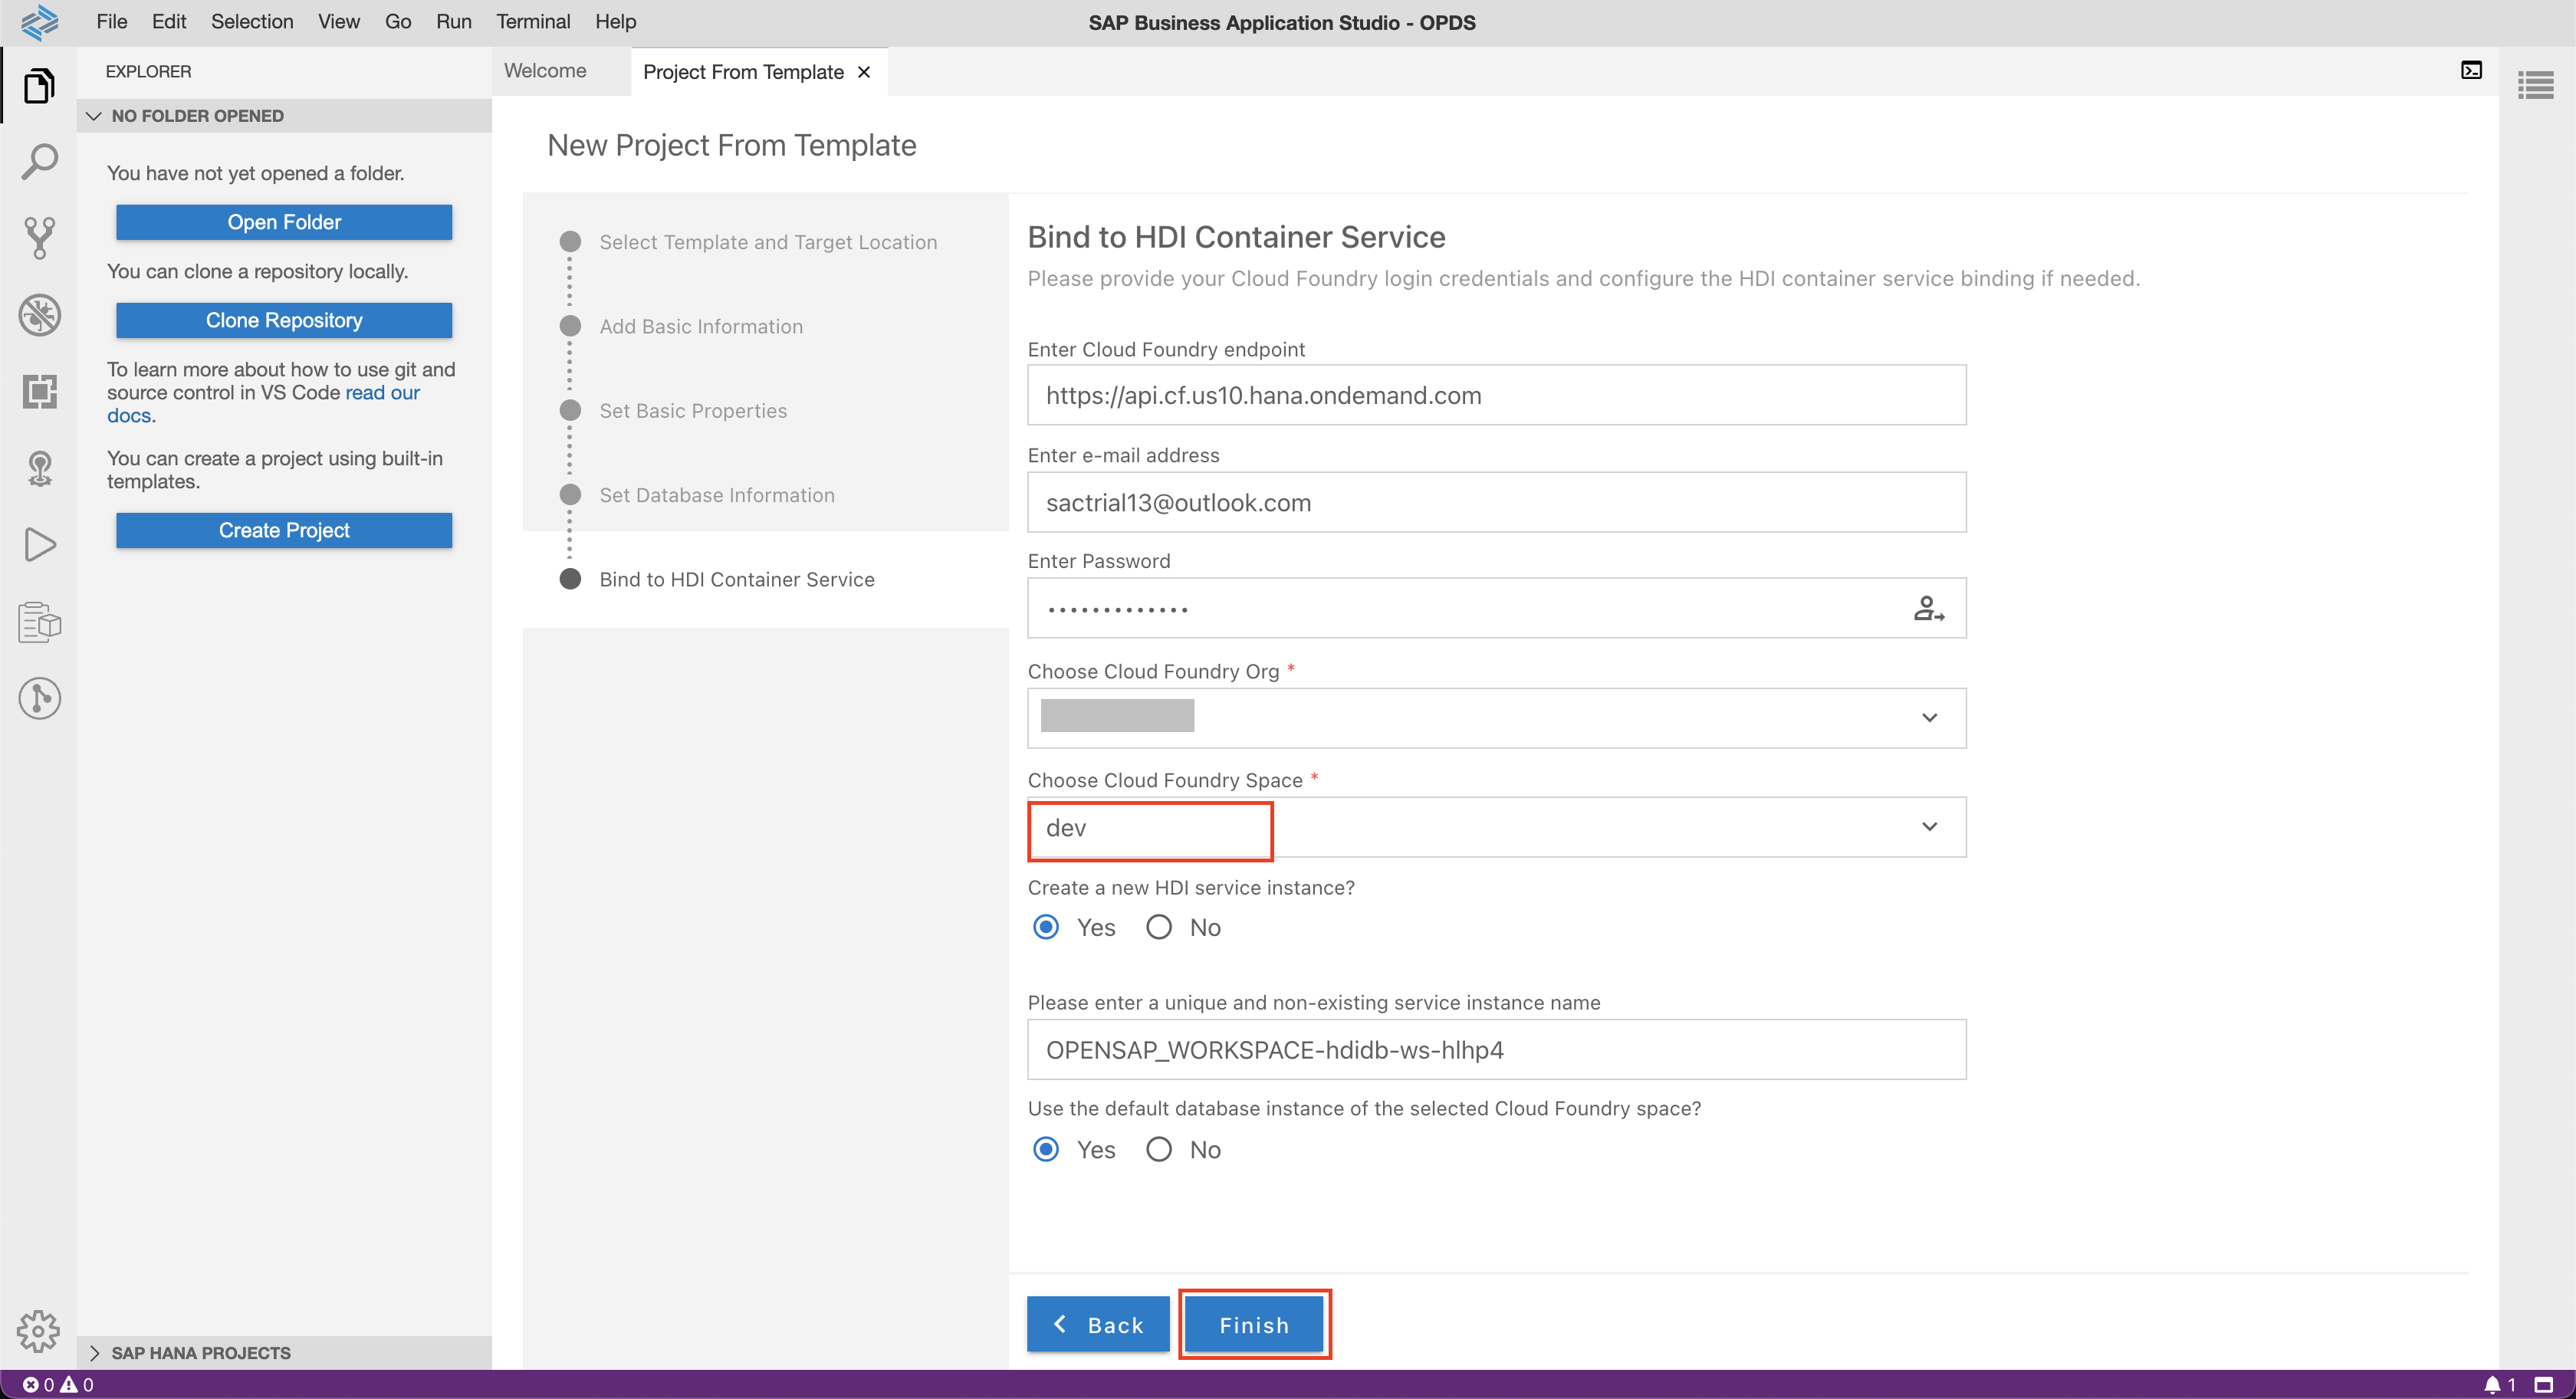 File Edit Selection View Go Run Terminal Help
SAP Business Application Studio - OPDS
EXPLORER
NO FOLDER OPENED
You have not yet opened a folder.
Open Folder
You can clone a repository locally.
Clone Repository
To learn more about how to use git and
source control in VS Code read our
docs.
You can create a project using built-in
templates.
Create Project
SAP HANA PROJECTS
Welcome
Project From Template
New Project From Template
Select Template and Target Location
Add Basic Information
Set Basic Properties
Set Database Information
Bind to HDI Container Service
Bind to HDI Container Service
Please provide your Cloud Foundry login credentials and configure the HDI container service binding if needed.
Enter Cloud Foundry endpoint
https://api.cf.us10.hana.ondemand.com
Enter e-mail address
sactrial13@outlook.com
Enter Password
•••••••••••••
Choose Cloud Foundry Org *
Choose Cloud Foundry Space *
dev
Create a new HDI service instance?
Yes No
Please enter a unique and non-existing service instance name
OPENSAP_WORKSPACE-hdidb-ws-hlhp4
Use the default database instance of the selected Cloud Foundry space?
Yes No
Back Finish
0 0
1